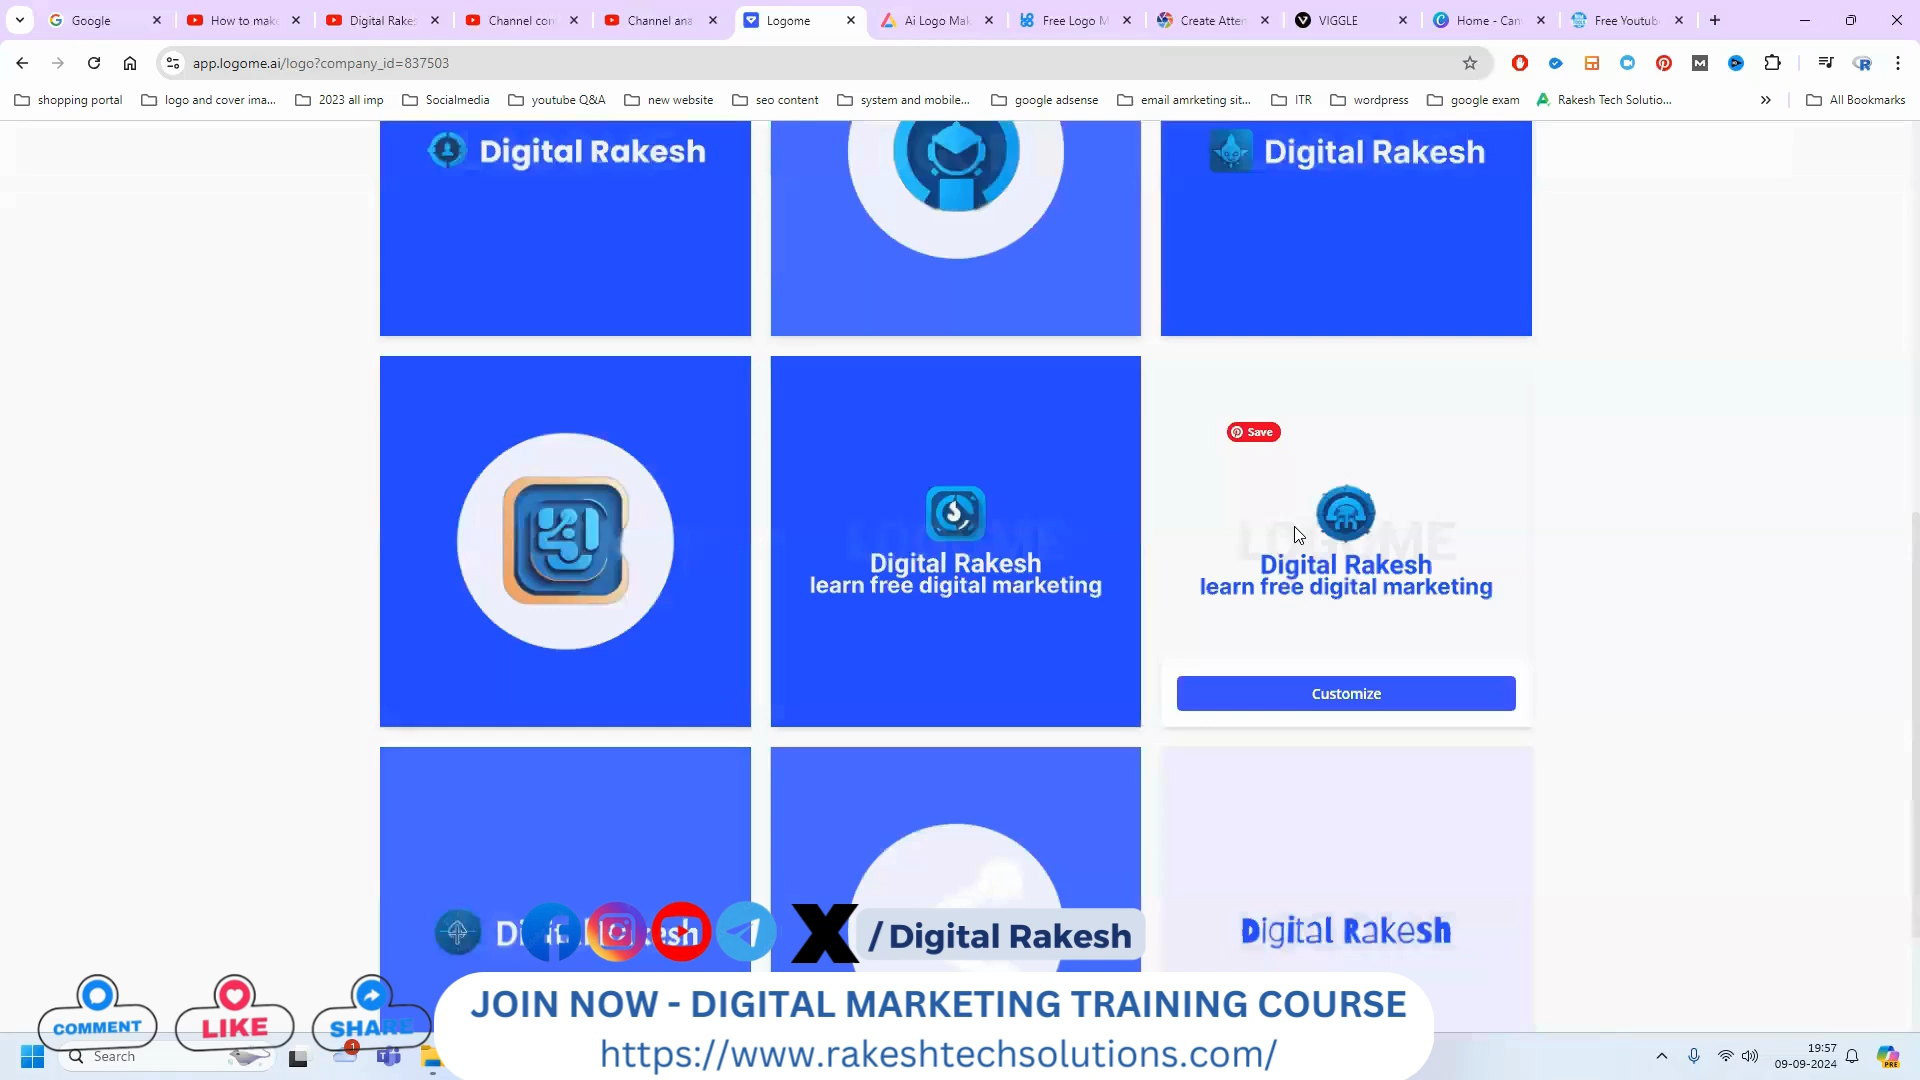 Google
How to make
Digital Rake
Channel con
Channel ana
Logome
Ai Logo Mak
Free Logo M
Create Atten
VIGGLE
Home - Can
Free Youtub
app.logome.ai/logo?company_id=837503
shopping portal
logo and cover ima...
2023 all imp
Socialmedia
youtube Q&A
new website
seo content
system and mobile...
google adsense
email amrketing sit...
ITR
wordpress
google exam
Rakesh Tech Solutio...
All Bookmarks
Digital Rakesh
Digital Rakesh
Save
LOGOME
Digital Rakesh
learn free digital marketing
LOGOME
Digital Rakesh
learn free digital marketing
Customize
Digital Rakesh
/Digital Rakesh
COMMENT
LIKE
SHARE
JOIN NOW - DIGITAL MARKETING TRAINING COURSE
https://www.rakeshtechsolutions.com/
Search
1
19:57
09-09-2024
PRE